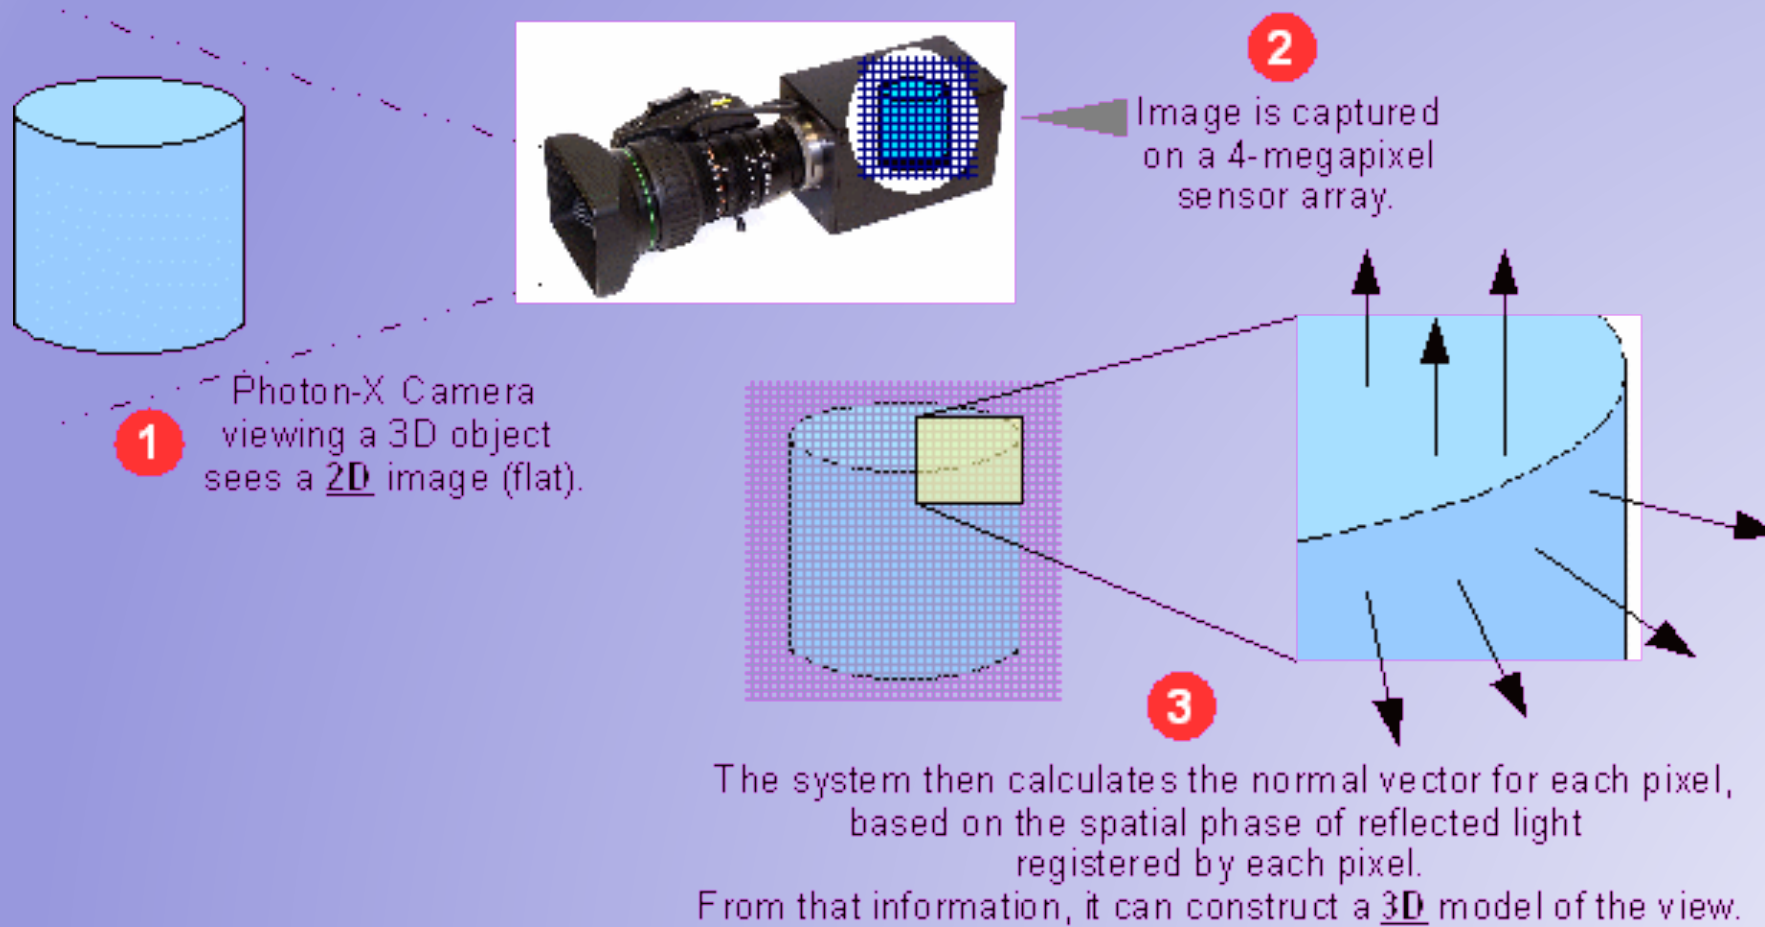 1
Photon-X Camera
viewing a 3D object
sees a 2D image (flat).
2
Image is captured
on a 4-megapixel
sensor array.
3
The system then calculates the normal vector for each pixel,
based on the spatial phase of reflected light
registered by each pixel.
From that information, it can construct a 3D model of the view.